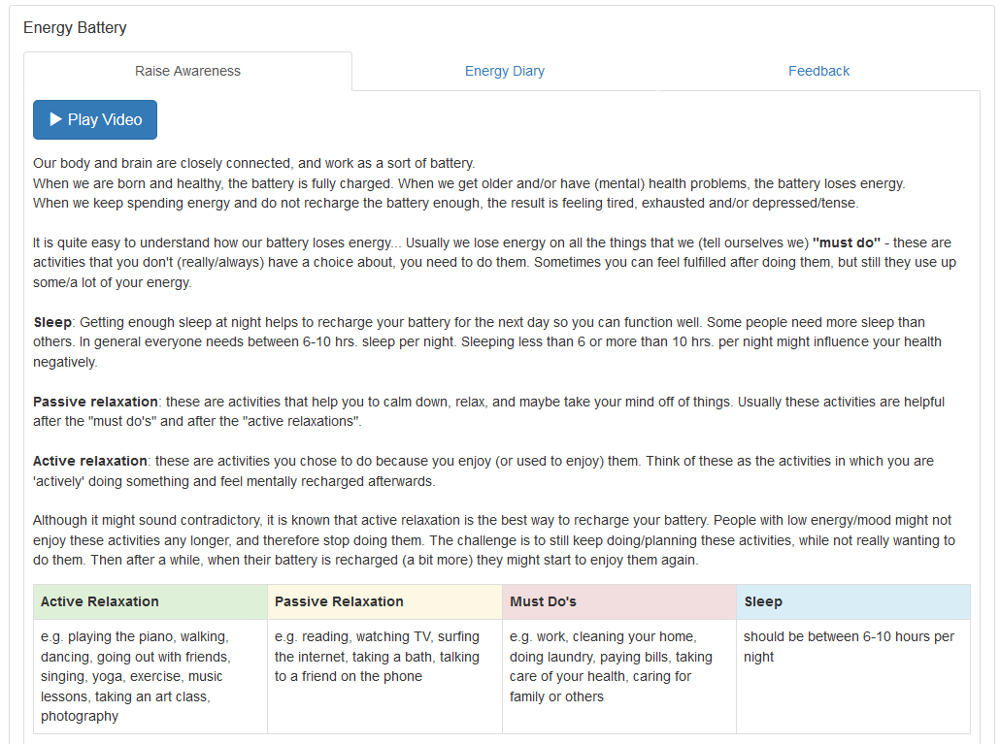 Energy Battery
Raise Awareness
Energy Diary
Feedback
Play Video
Our body and brain are closely connected, and work as a sort of battery.
When we are born and healthy, the battery is fully charged. When we get older and/or have (mental) health problems, the battery loses energy.
When we keep spending energy and do not recharge the battery enough, the result is feeling tired, exhausted and/or depressed/tense.
It is quite easy to understand how our battery loses energy... Usually we lose energy on all the things that we (tell ourselves we) "must do" - these are
activities that you don't (really/always) have a choice about, you need to do them. Sometimes you can feel fulfilled after doing them, but still they use up
some/a lot of your energy.
Sleep: Getting enough sleep at night helps to recharge your battery for the next day so you can function well. Some people need more sleep than
others. In general everyone needs between 6-10 hrs. sleep per night. Sleeping less than 6 or more than 10 hrs. per night might influence your health
negatively.
Passive relaxation: these are activities that help you to calm down, relax, and maybe take your mind off of things. Usually these activities are helpful
after the "must do's" and after the "active relaxations".
Active relaxation: these are activities you chose to do because you enjoy (or used to enjoy) them. Think of these as the activities in which you are
'actively' doing something and feel mentally recharged afterwards.
Although it might sound contradictory, it is known that active relaxation is the best way to recharge your battery. People with low energy/mood might not
enjoy these activities any longer, and therefore stop doing them. The challenge is to still keep doing/planning these activities, while not really wanting to
do them. Then after a while, when their battery is recharged (a bit more) they might start to enjoy them again.
Active Relaxation
Passive Relaxation
Must Do's
Sleep
e.g. playing the piano, walking,
dancing, going out with friends,
singing, yoga, exercise, music
lessons, taking an art class,
photography
e.g. reading, watching TV, surfing
the internet, taking a bath, talking
to a friend on the phone
e.g. work, cleaning your home,
doing laundry, paying bills, taking
care of your health, caring for
family or others
should be between 6-10 hours per
night